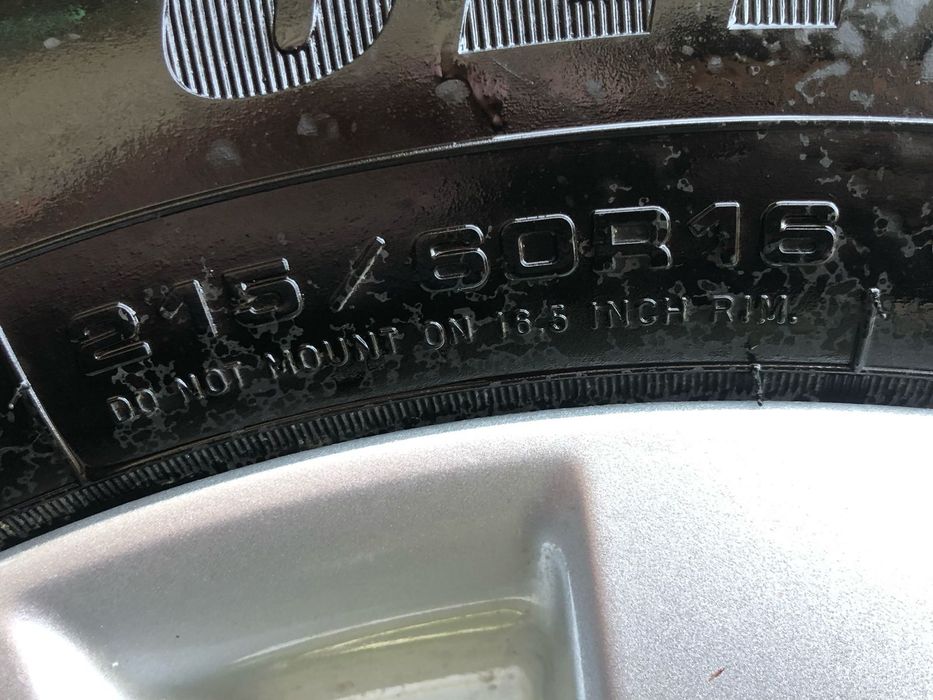 215/60R16
DO NOT MOUNT ON 16.5 INCH RIM.